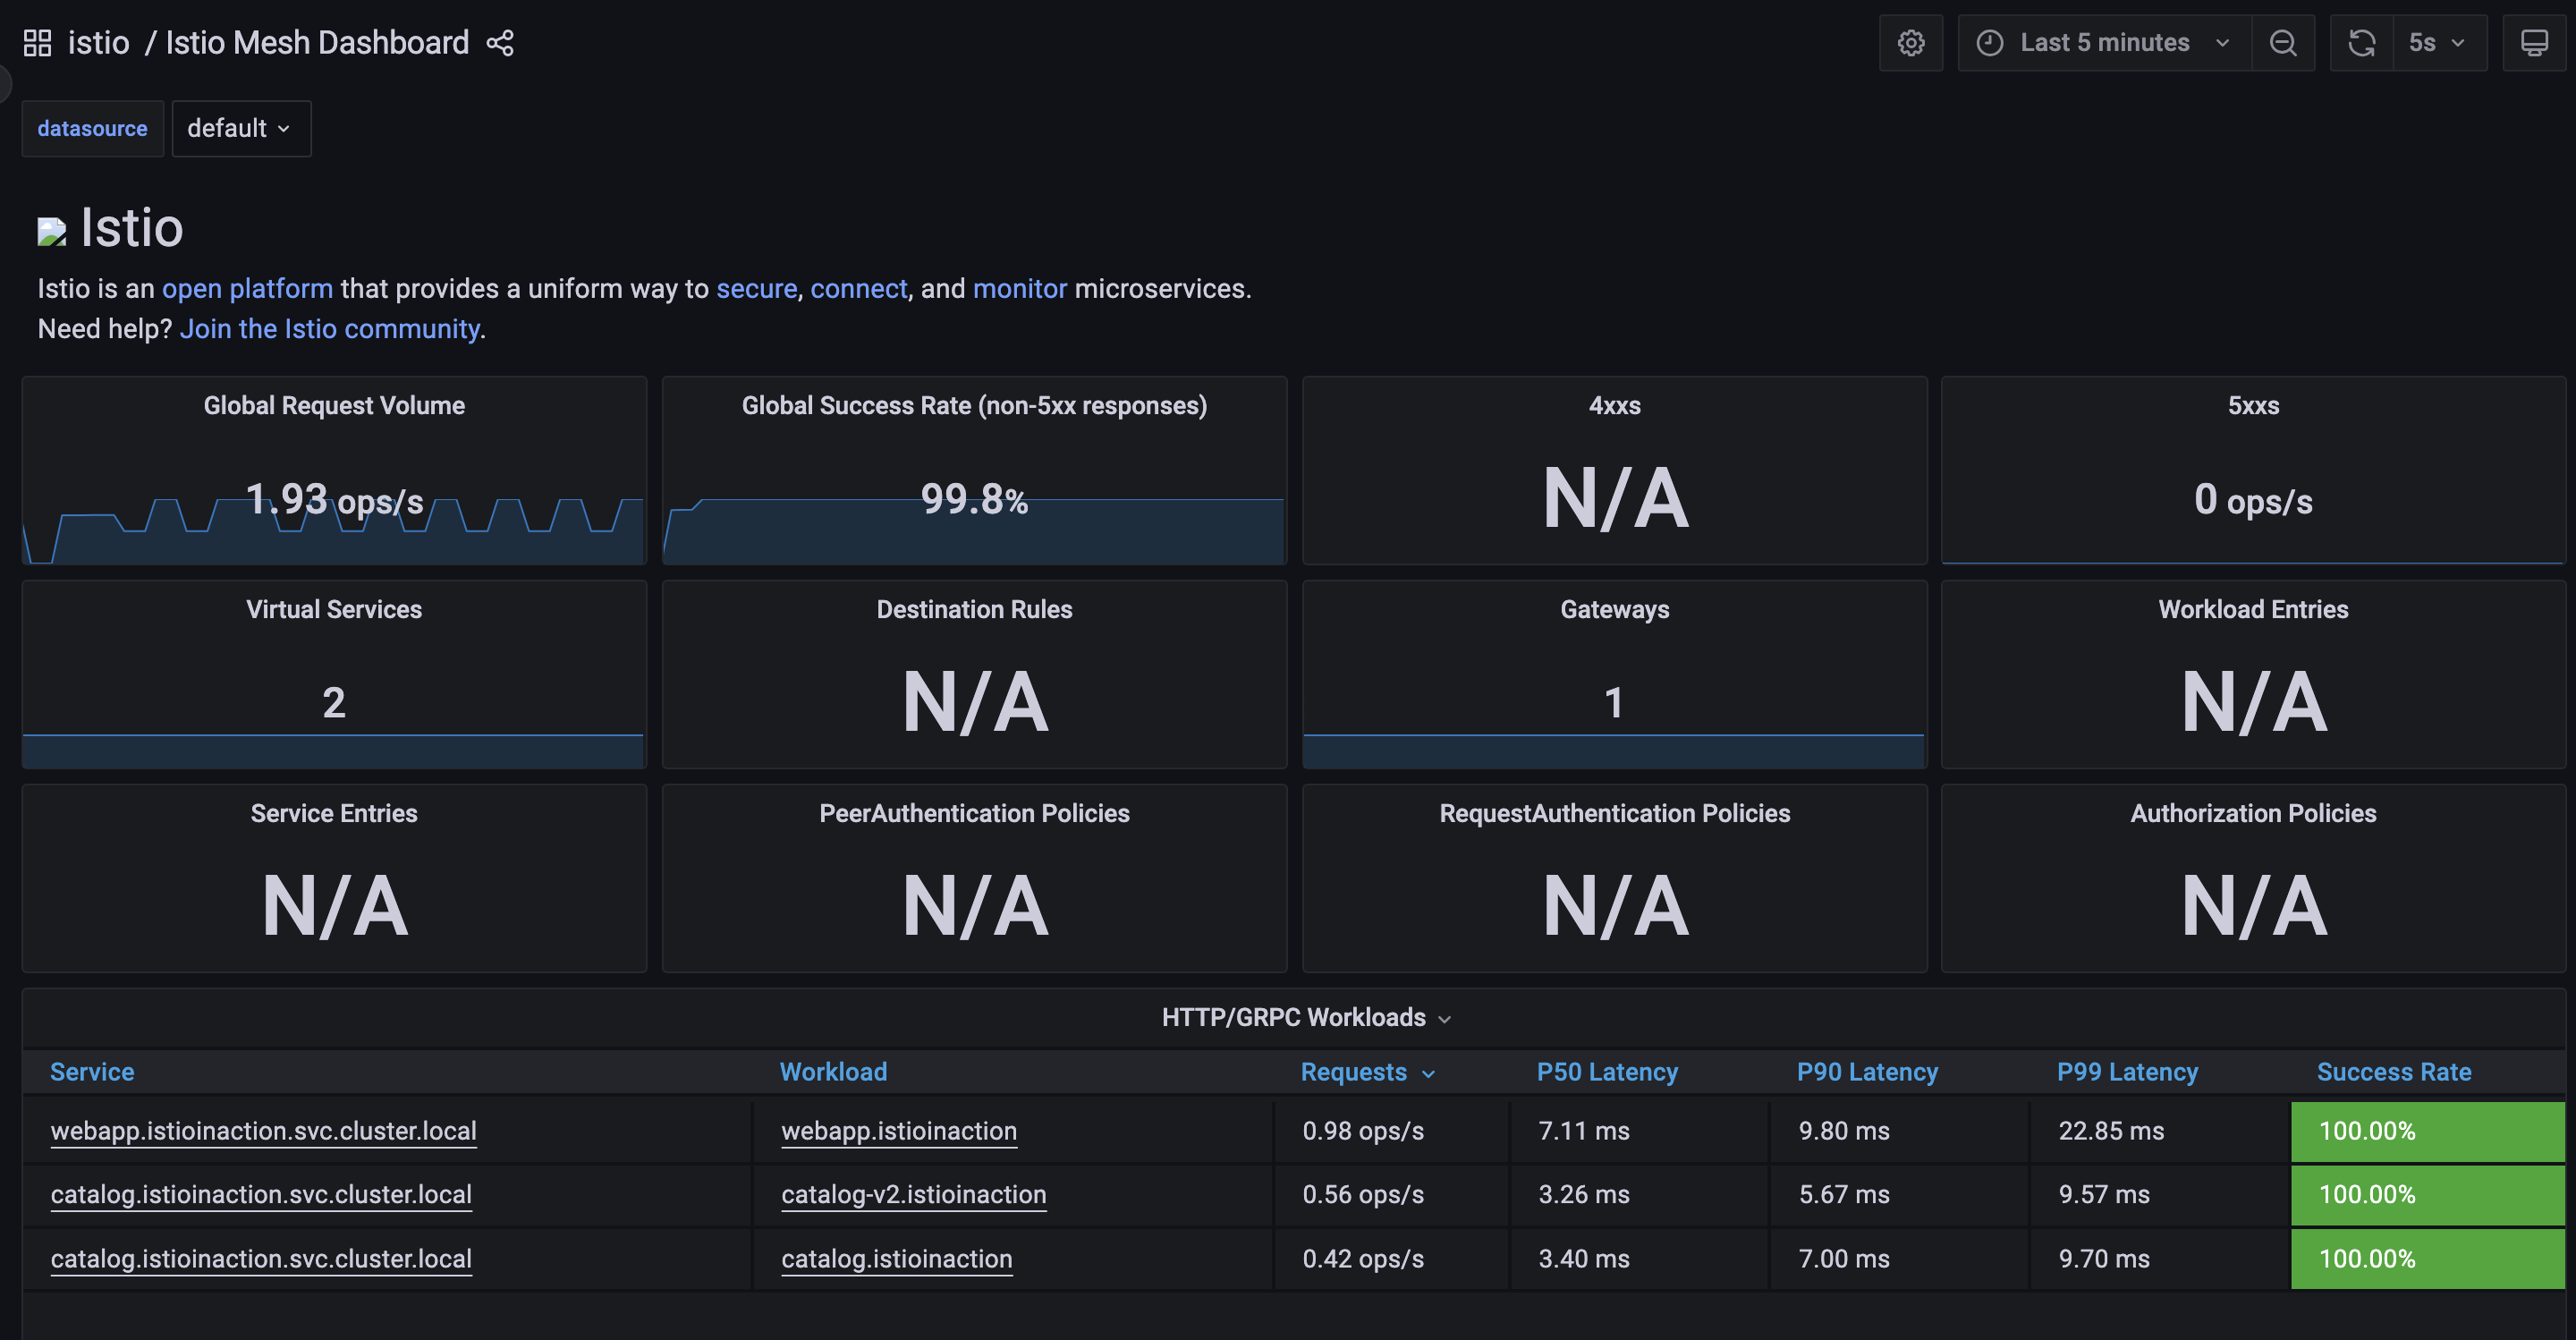 istio / Istio Mesh Dashboard
Last 5 minutes
5s
datasource default
Istio
Istio is an open platform that provides a uniform way to secure, connect, and monitor microservices.
Need help? Join the Istio community.
Global Request Volume
1.93 ops/s
Global Success Rate (non-5xx responses)
99.8%
4xxs
N/A
5xxs
0 ops/s
Virtual Services
2
Destination Rules
N/A
Gateways
1
Workload Entries
N/A
Service Entries
N/A
PeerAuthentication Policies
N/A
RequestAuthentication Policies
N/A
Authorization Policies
N/A
HTTP/GRPC Workloads
Service Workload Requests P50 Latency P90 Latency P99 Latency Success Rate
webapp.istioinaction.svc.cluster.local webapp.istioinaction 0.98 ops/s 7.11 ms 9.80 ms 22.85 ms 100.00%
catalog.istioinaction.svc.cluster.local catalog-v2.istioinaction 0.56 ops/s 3.26 ms 5.67 ms 9.57 ms 100.00%
catalog.istioinaction.svc.cluster.local catalog.istioinaction 0.42 ops/s 3.40 ms 7.00 ms 9.70 ms 100.00%